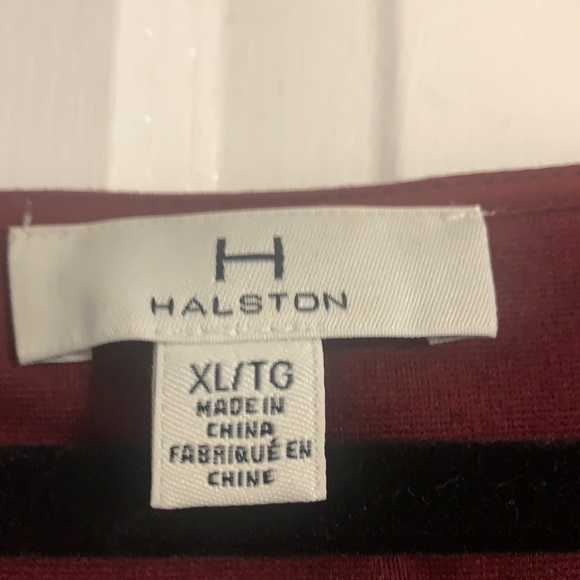 H
HALSTON
XL/TG
MADE IN
CHINA
FABRIQUÉ EN
CHINE